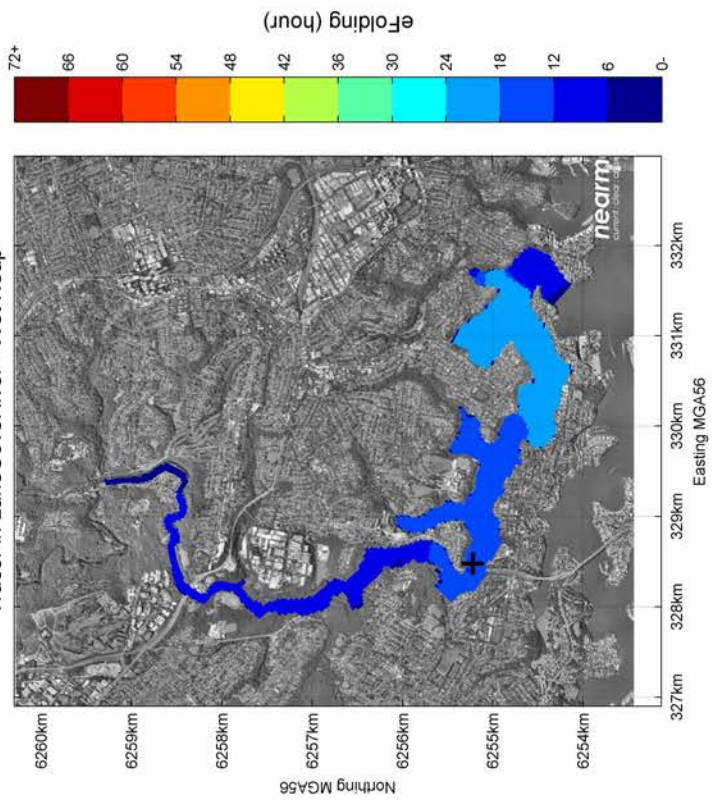 6260km
6259km
6258km
6257km
6256km
6255km
6254km
Northing MGA56
327km
328km
329km
330km
331km
332km
Easting MGA56
nearm
72+
66
60
54
48
42
36
30
24
18
12
6
0-
eFolding (hour)